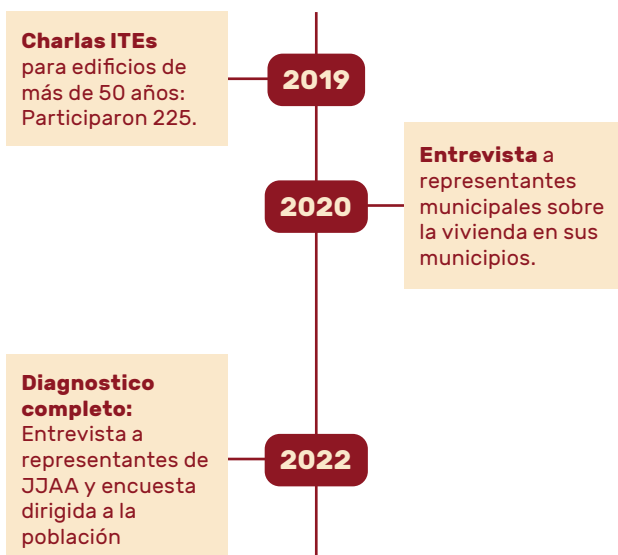 Charlas ITEs
para edificios de
más de 50 años:
Participaron 225.
2019
Entrevista a
representantes
municipales sobre
la vivienda en sus
municipios.
2020
Diagnostico
completo:
Entrevista a
representantes de
JJAA y encuesta
dirigida a la
población
2022